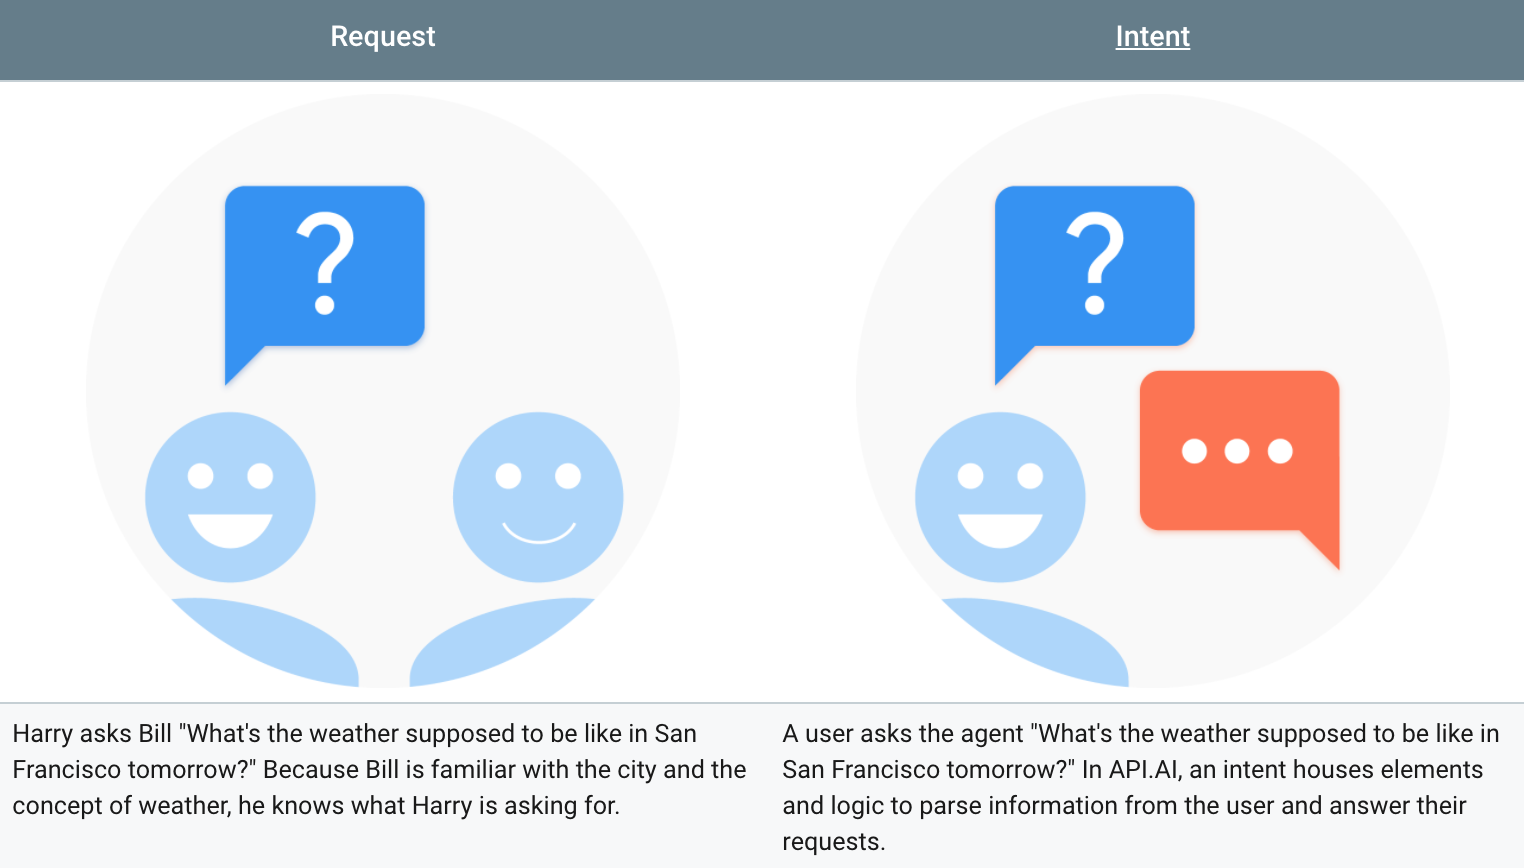 Request
Intent
?
?
Harry asks Bill "What's the weather supposed to be like in San
Francisco tomorrow?" Because Bill is familiar with the city and the
concept of weather, he knows what Harry is asking for.
A user asks the agent "What's the weather supposed to be like in
San Francisco tomorrow?" In API.AI, an intent houses elements
and logic to parse information from the user and answer their
requests.